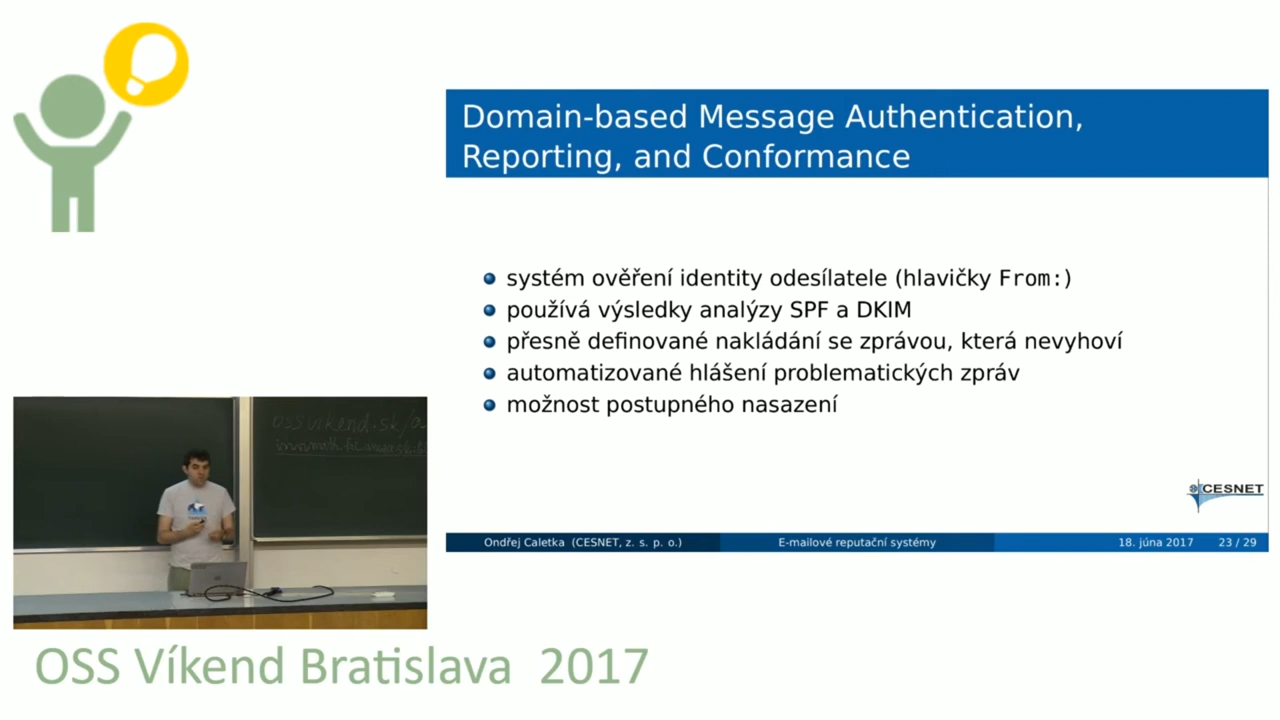 Domain-based Message Authentication,
Reporting, and Conformance
systém ověření identity odesílatele (hlavičky From:)
používá výsledky analýzy SPF a DKIM
přesně definované nakládání se zprávou, která nevyhoví
automatizované hlášení problematických zpráv
možnost postupného nasazení
CESNET
Ondřej Caletka (CESNET, z. s. p. o.)
E-mailové reputační systémy
18. júna 2017
23 / 29
OSS Víkend Bratislava 2017